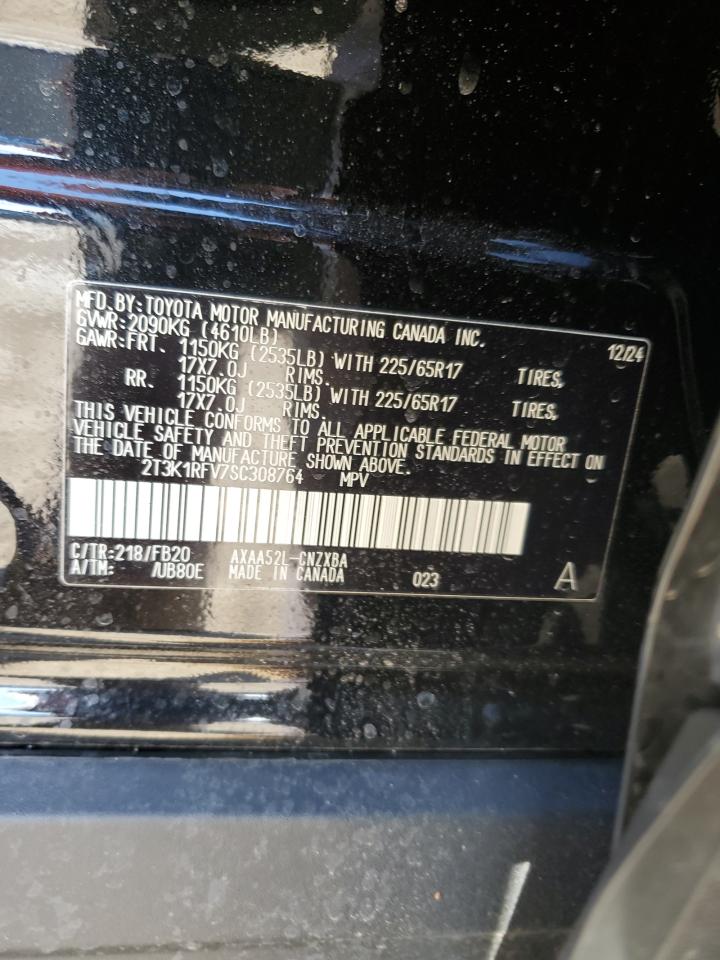 MFD. BY: TOYOTA MOTOR MANUFACTURING CANADA INC. 12/24
GVWR: 2090KG (4610LB)
GAWR: FRT. 1150KG (2535LB) WITH 225/65R17 TIRES,
17X7.0J RIMS.
RR. 1150KG (2535LB) WITH 225/65R17 TIRES,
17X7.0J RIMS.
THIS VEHICLE CONFORMS TO ALL APPLICABLE FEDERAL MOTOR
VEHICLE SAFETY AND THEFT PREVENTION STANDARDS IN EFFECT ON
THE DATE OF MANUFACTURE SHOWN ABOVE.
2T3K1RFV7SC308764 MPV
C/TR: 218/FB20 AXAA52L-CNZXBA
A/TM: /UB80E MADE IN CANADA 023 A